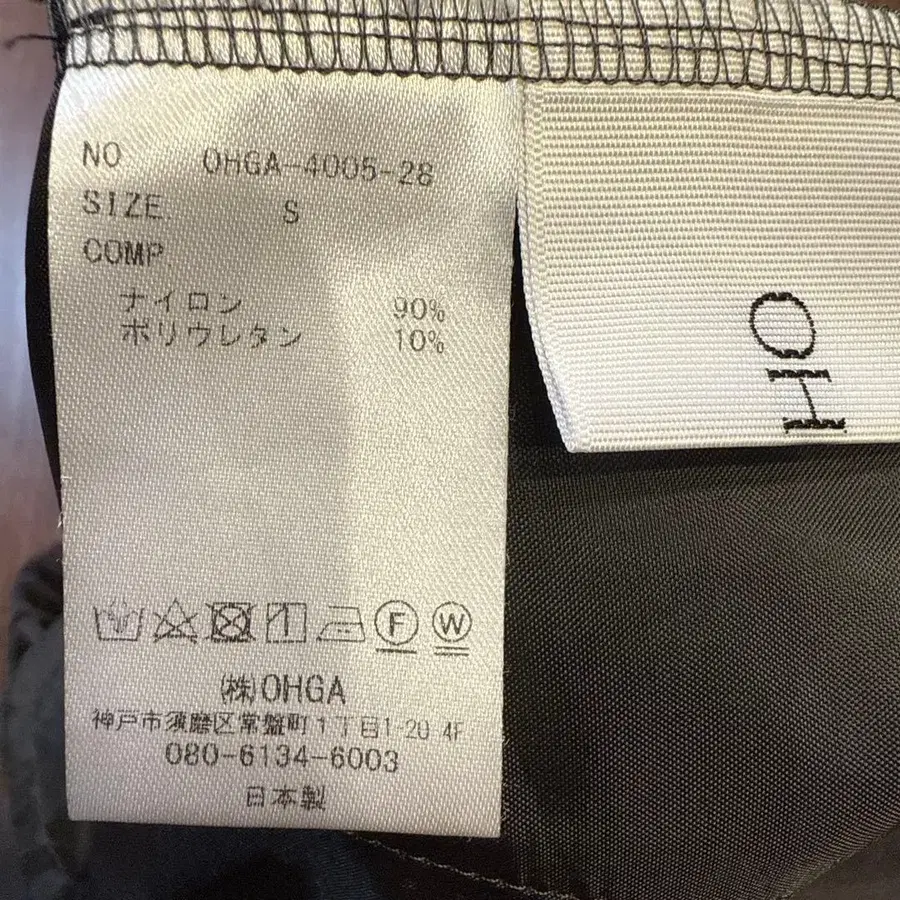 NO OHGA-4005-28
SIZE. S
COMP.
ナイロン 90%
ポリウレタン 10%
F W
(株)OHGA
神戸市須磨区常盤町1丁目1-20 4F
080-6134-6003
日本製
OH